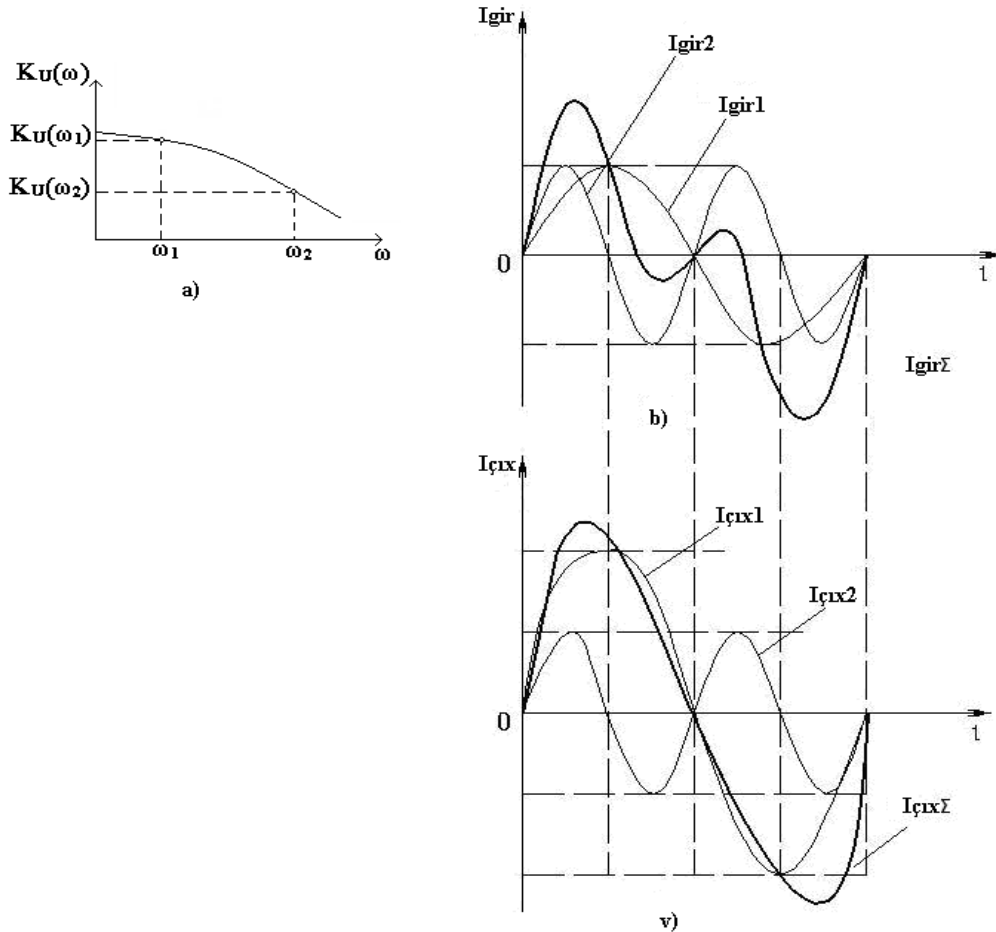 K𝚄(ω)
K𝚄(ω₁)
K𝚄(ω₂)
ω₁
ω₂
ω
a)
Igir
Igir2
Igir1
0
t
IgirΣ
b)
Içıx
Içıx1
Içıx2
0
t
IçıxΣ
v)